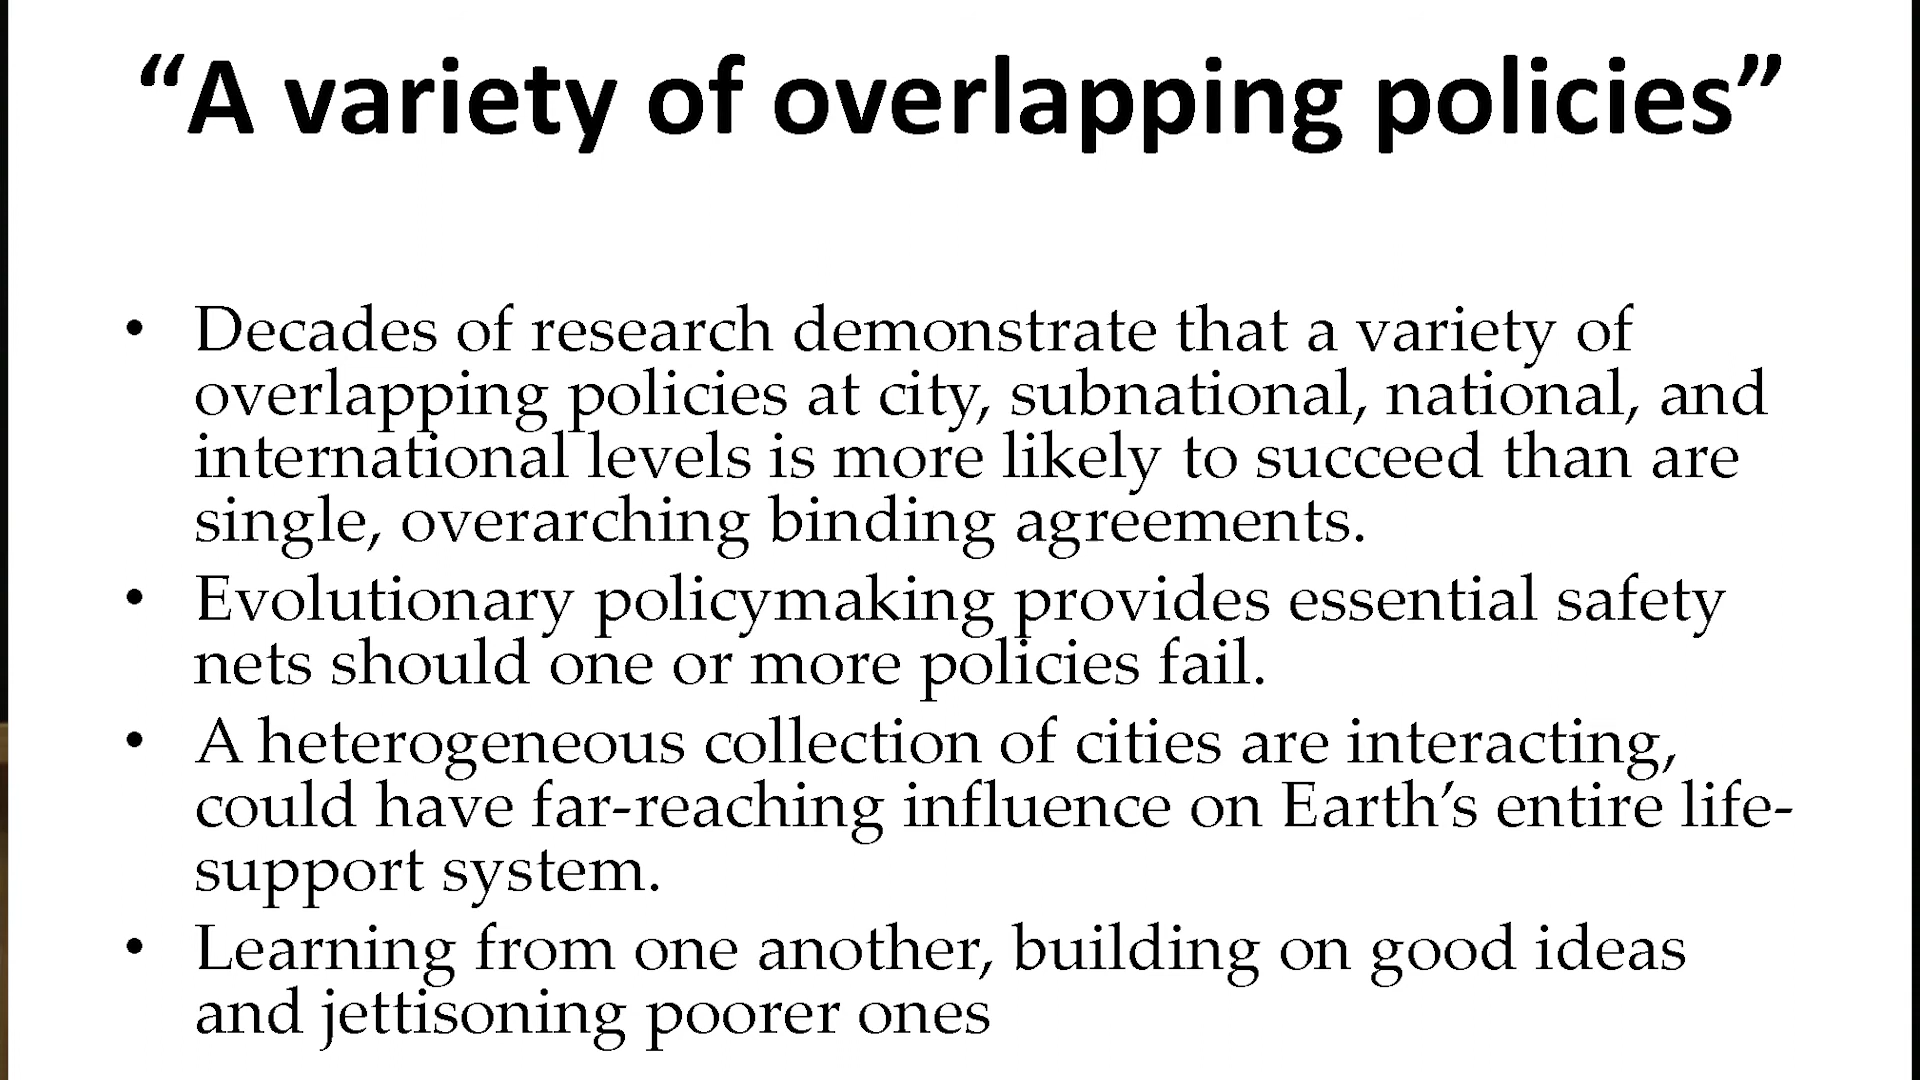 “A variety of overlapping policies”
• Decades of research demonstrate that a variety of
overlapping policies at city, subnational, national, and
international levels is more likely to succeed than are
single, overarching binding agreements.
• Evolutionary policymaking provides essential safety
nets should one or more policies fail.
• A heterogeneous collection of cities are interacting,
could have far-reaching influence on Earth’s entire life-
support system.
• Learning from one another, building on good ideas
and jettisoning poorer ones